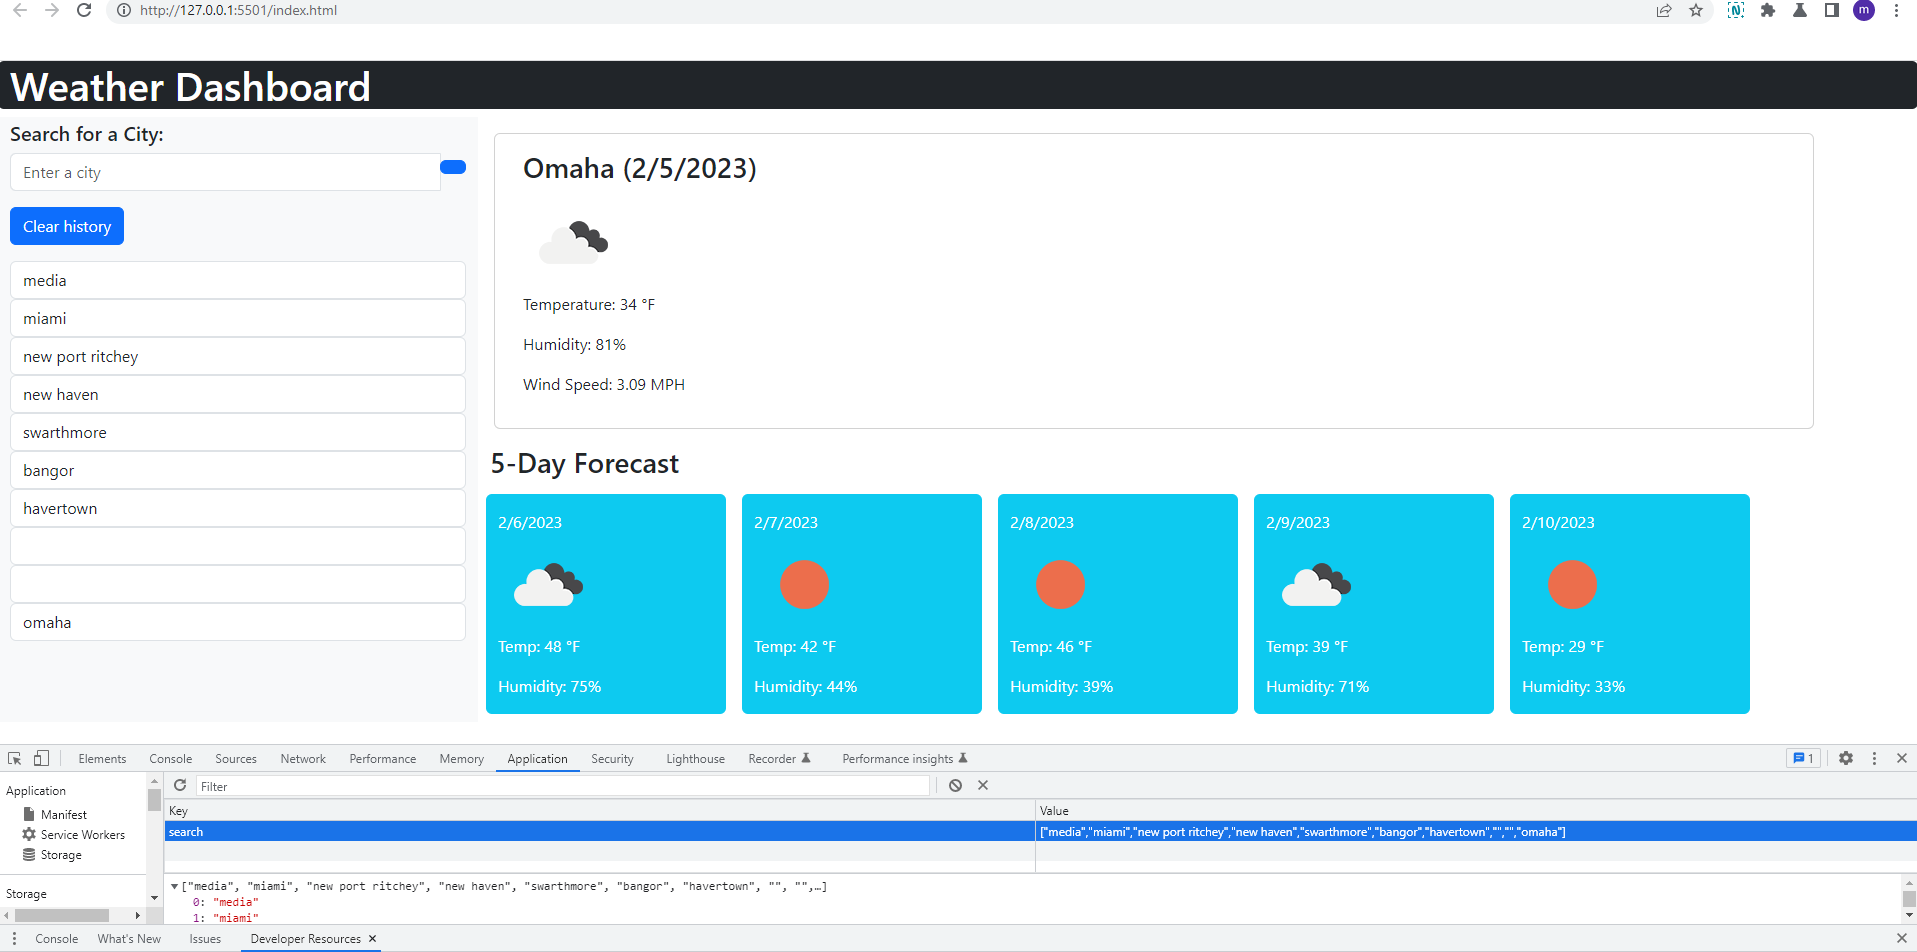 http://127.0.0.1:5501/index.html
m
Weather Dashboard
Search for a City:
Enter a city
Clear history
media
miami
new port ritchey
new haven
swarthmore
bangor
havertown
omaha
Omaha (2/5/2023)
Temperature: 34 °F
Humidity: 81%
Wind Speed: 3.09 MPH
5-Day Forecast
2/6/2023
Temp: 48 °F
Humidity: 75%
2/7/2023
Temp: 42 °F
Humidity: 44%
2/8/2023
Temp: 46 °F
Humidity: 39%
2/9/2023
Temp: 39 °F
Humidity: 71%
2/10/2023
Temp: 29 °F
Humidity: 33%
Elements Console Sources Network Performance Memory Application Security Lighthouse Recorder Performance insights 1
Application
Manifest
Service Workers
Storage
Storage
Filter
Key Value
search ["media","miami","new port ritchey","new haven","swarthmore","bangor","havertown","","","omaha"]
["media", "miami", "new port ritchey", "new haven", "swarthmore", "bangor", "havertown", "", "",…]
0: "media"
1: "miami"
Console What's New Issues Developer Resources